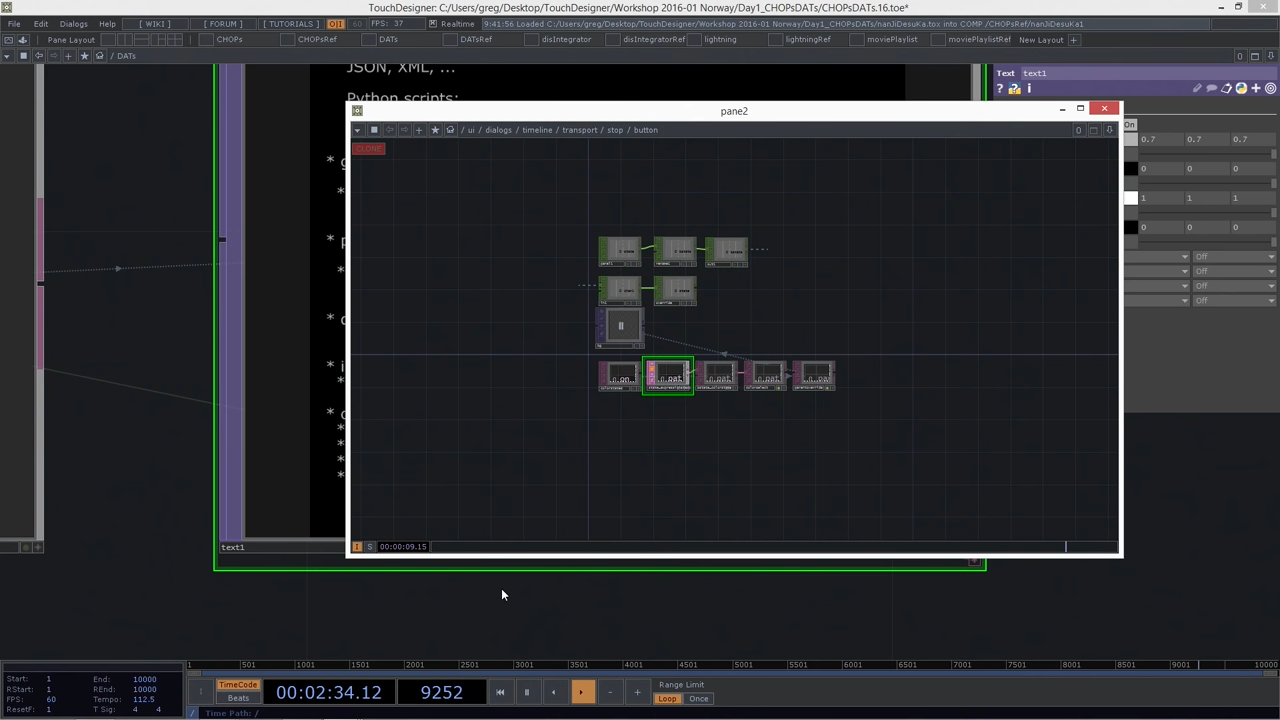 TouchDesigner: C:/Users/greg/Desktop/TouchDesigner/Workshop 2016-01 Norway/Day1_CHOPsDATs/CHOPsDATs.16.toe*
File Edit Dialogs Help [ WIKI ] [ FORUM ] [ TUTORIALS ] O|I FPS: 37 Realtime 9:41:56 Loaded C:/Users/greg/Desktop/TouchDesigner/Workshop 2016-01 Norway/Day1_CHOPsDATs/nanJiDesuKa.tox into COMP /CHOPsRef/nanJiDesuKa1
Pane Layout CHOPs CHOPsRef DATs DATsRef disIntegrator disIntegratorRef lightning lightningRef moviePlaylist moviePlaylistRef New Layout +
/ DATs
JSON, XML, ...
Python scripts:
Text text1
? i
On
0.7 0.7 0.7
0 0 0
1 1 1
0 0 0
Off
Off
Off
Off
pane2
/ ui / dialogs / timeline / transport / stop / button 0
CLONE
I S 00:00:09.15
text1
1 501 1001 1501 2001 2501 3001 3501 4001 4501 5001 5501 6001 6501 7001 7501 8001 8501 9001 9501
Start: 1 End: 10000
RStart: 1 REnd: 10000
FPS: 60 Tempo: 112.5
ResetF: 1 T Sig: 4 4
TimeCode
Beats
00:02:34.12 9252
Range Limit
Loop Once
/ Time Path: /